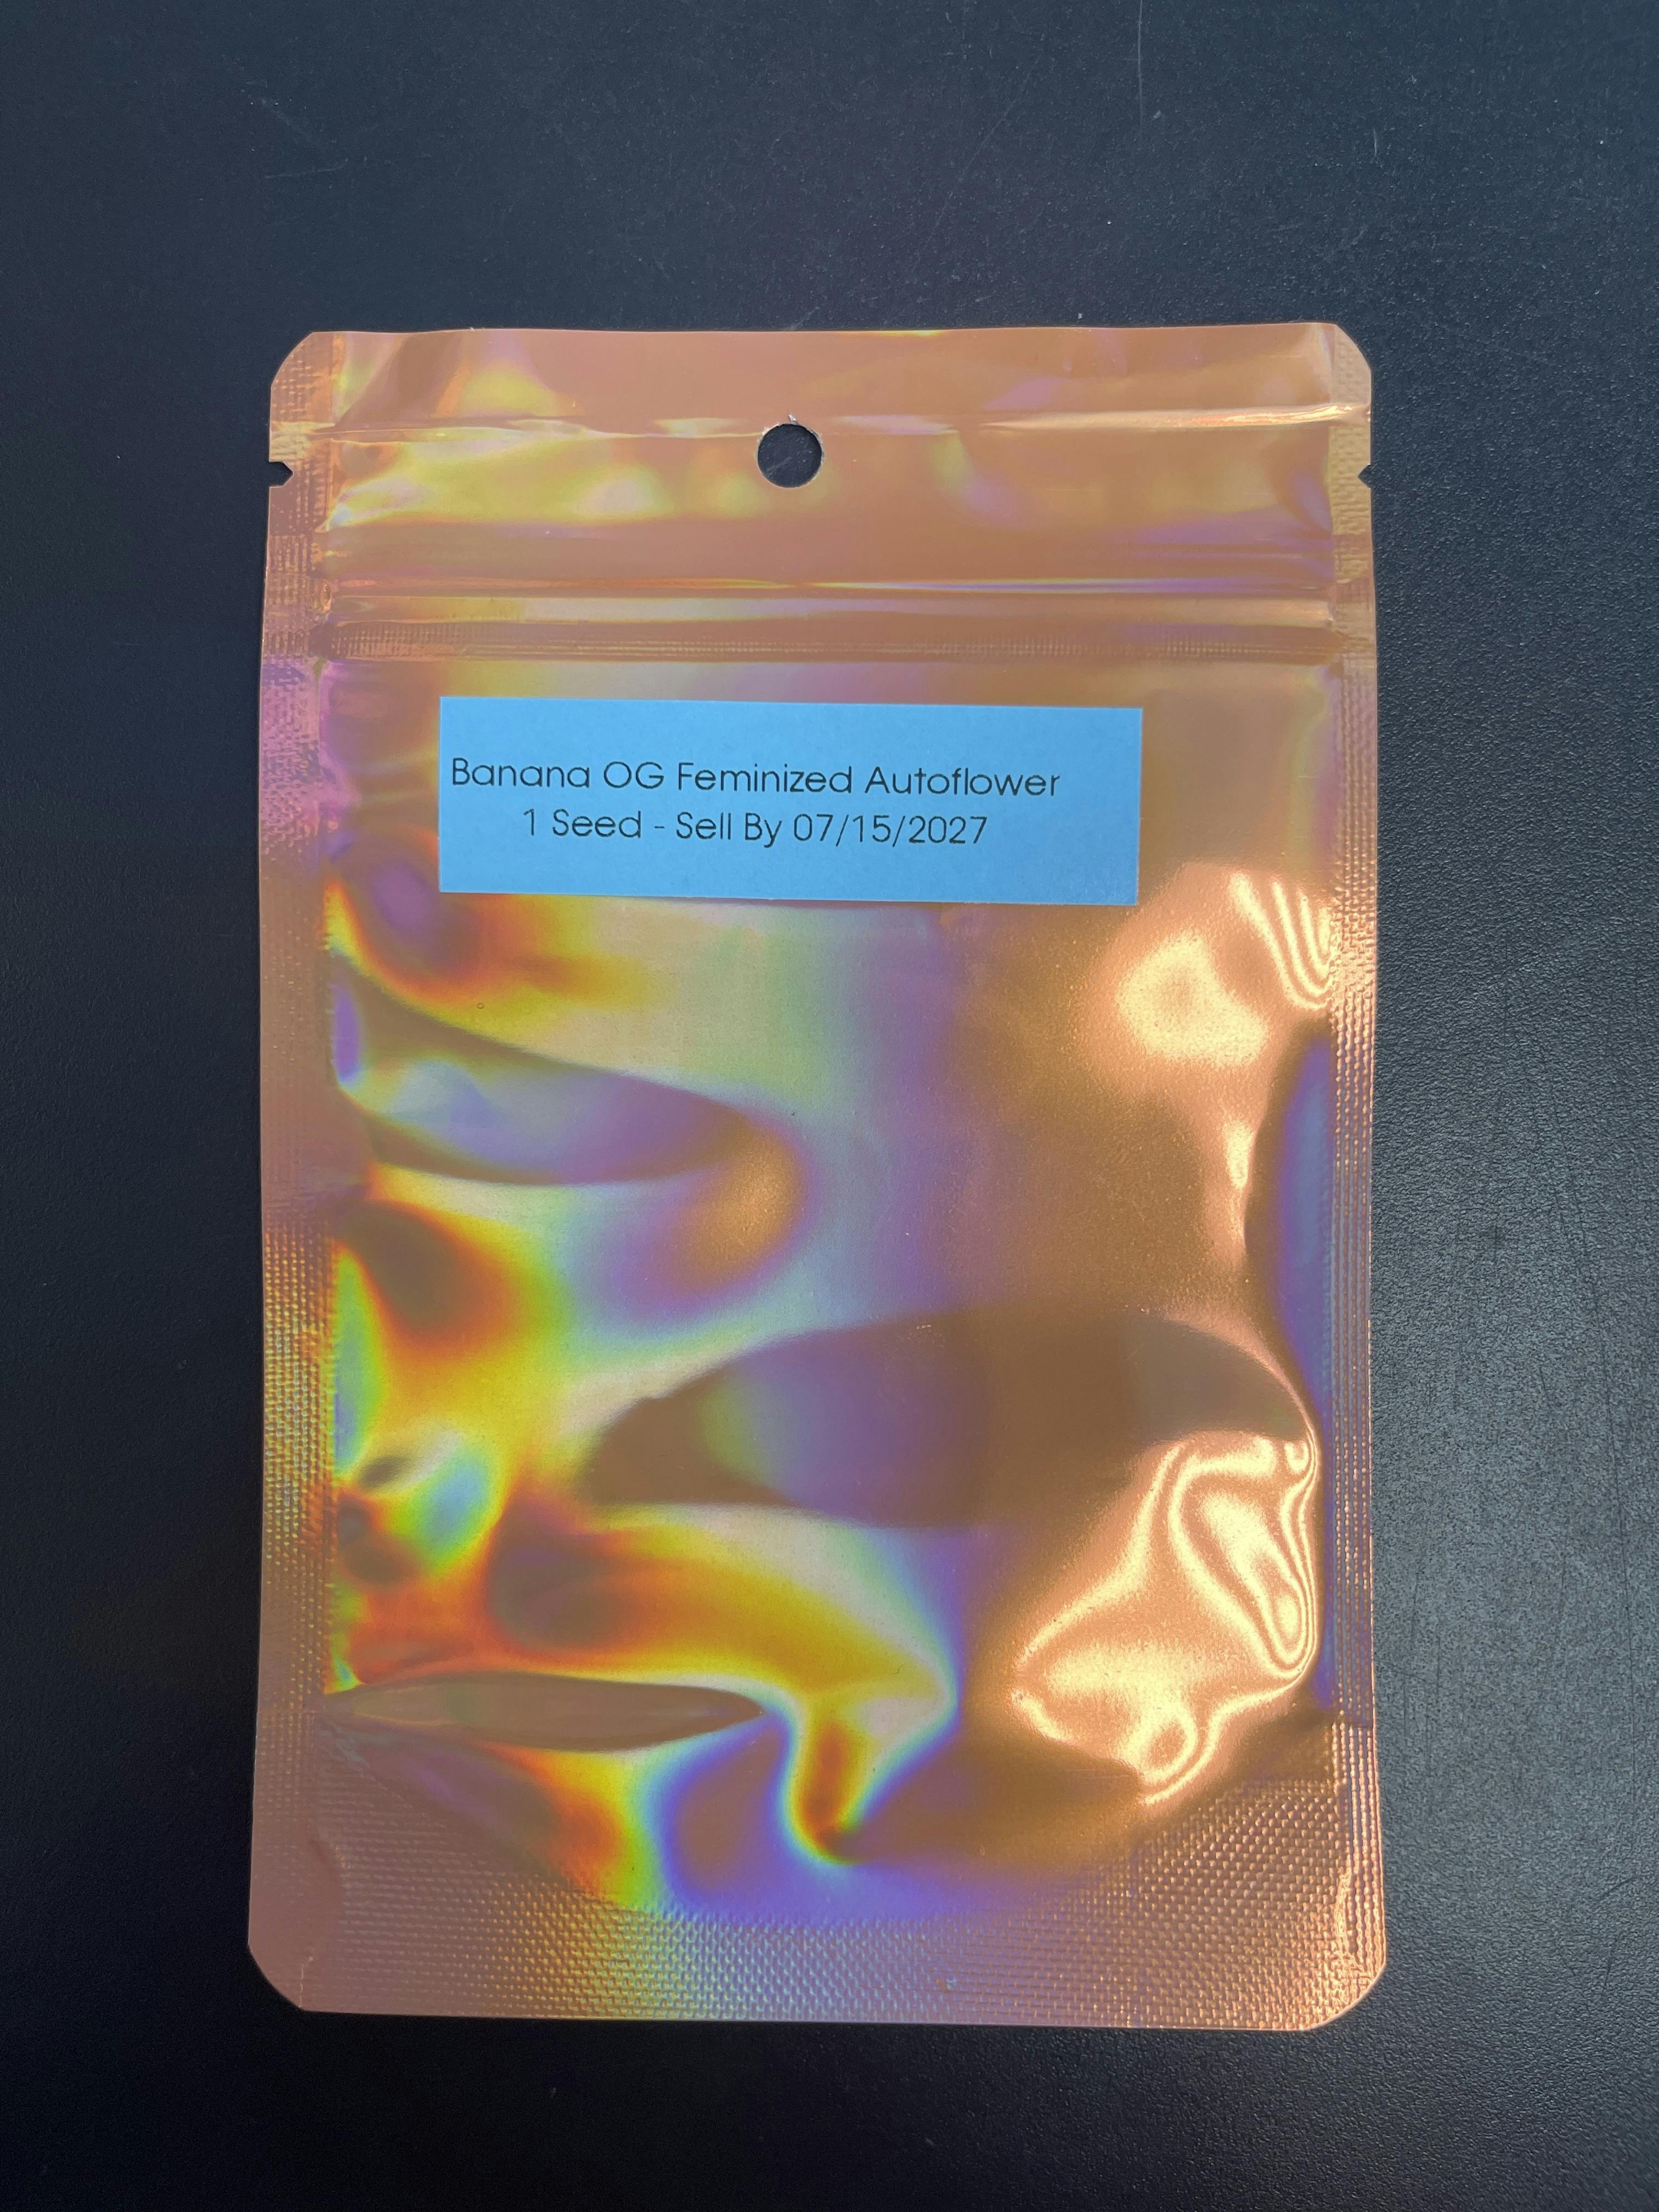 Banana OG Feminized Autoflower
1 Seed - Sell By 07/15/2027